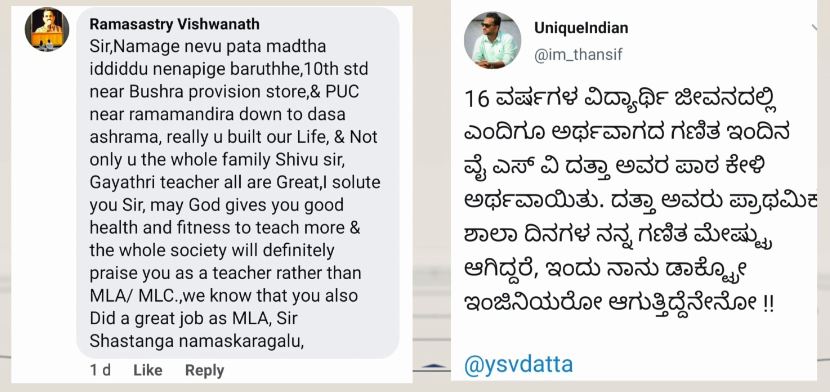 Ramasastry Vishwanath
Sir,Namage nevu pata madtha
iddiddu nenapige baruthhe,10th std
near Bushra provision store,& PUC
near ramamandira down to dasa
ashrama, really u built our Life, & Not
only u the whole family Shivu sir,
Gayathri teacher all are Great,I solute
you Sir, may God gives you good
health and fitness to teach more &
the whole society will definitely
praise you as a teacher rather than
MLA/ MLC.,we know that you also
Did a great job as MLA, Sir
Shastanga namaskaragalu,
1 d Like Reply
UniqueIndian
@im_thansif
16 ವರ್ಷಗಳ ವಿದ್ಯಾರ್ಥಿ ಜೀವನದಲ್ಲಿ
ಎಂದಿಗೂ ಅರ್ಥವಾಗದ ಗಣಿತ ಇಂದಿನ
ವೈ ಎಸ್ ವಿ ದತ್ತಾ ಅವರ ಪಾಠ ಕೇಳಿ
ಅರ್ಥವಾಯಿತು. ದತ್ತಾ ಅವರು ಪ್ರಾಥಮಿಕ
ಶಾಲಾ ದಿನಗಳ ನನ್ನ ಗಣಿತ ಮೇಷ್ಟ್ರು
ಆಗಿದ್ದರೆ, ಇಂದು ನಾನು ಡಾಕ್ಟ್ರೋ
ಇಂಜಿನಿಯರೋ ಆಗುತ್ತಿದ್ದೆನೇನೋ !!
@ysvdatta